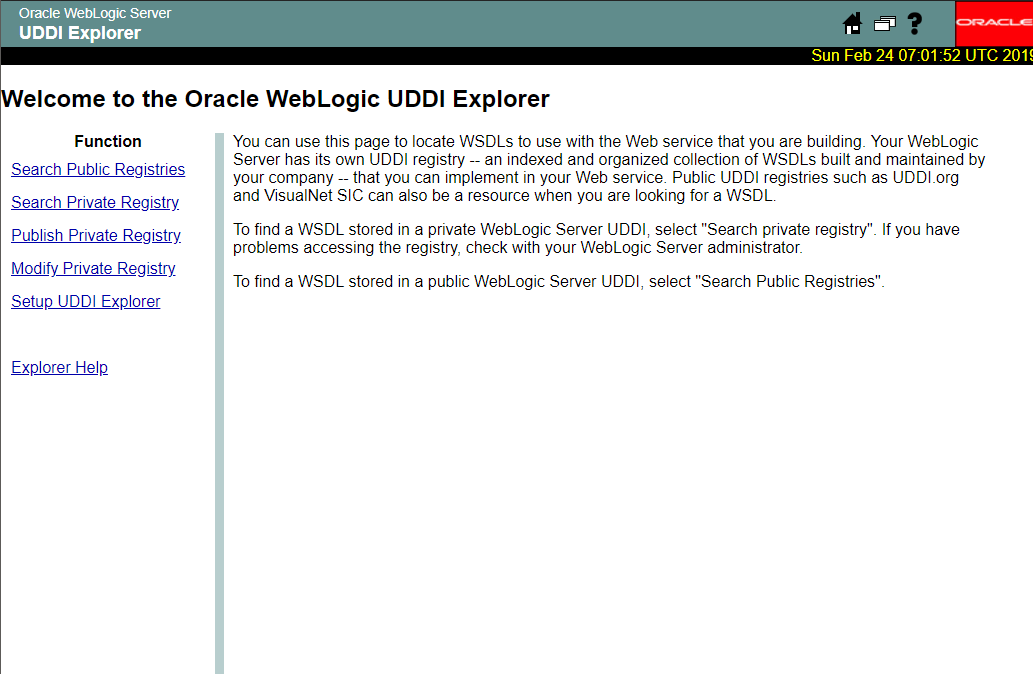 Oracle WebLogic Server
UDDI Explorer
?
ORACLE
Sun Feb 24 07:01:52 UTC 2019
Welcome to the Oracle WebLogic UDDI Explorer
Function
Search Public Registries
Search Private Registry
Publish Private Registry
Modify Private Registry
Setup UDDI Explorer
Explorer Help
You can use this page to locate WSDLs to use with the Web service that you are building. Your WebLogic
Server has its own UDDI registry -- an indexed and organized collection of WSDLs built and maintained by
your company -- that you can implement in your Web service. Public UDDI registries such as UDDI.org
and VisualNet SIC can also be a resource when you are looking for a WSDL.
To find a WSDL stored in a private WebLogic Server UDDI, select "Search private registry". If you have
problems accessing the registry, check with your WebLogic Server administrator.
To find a WSDL stored in a public WebLogic Server UDDI, select "Search Public Registries".